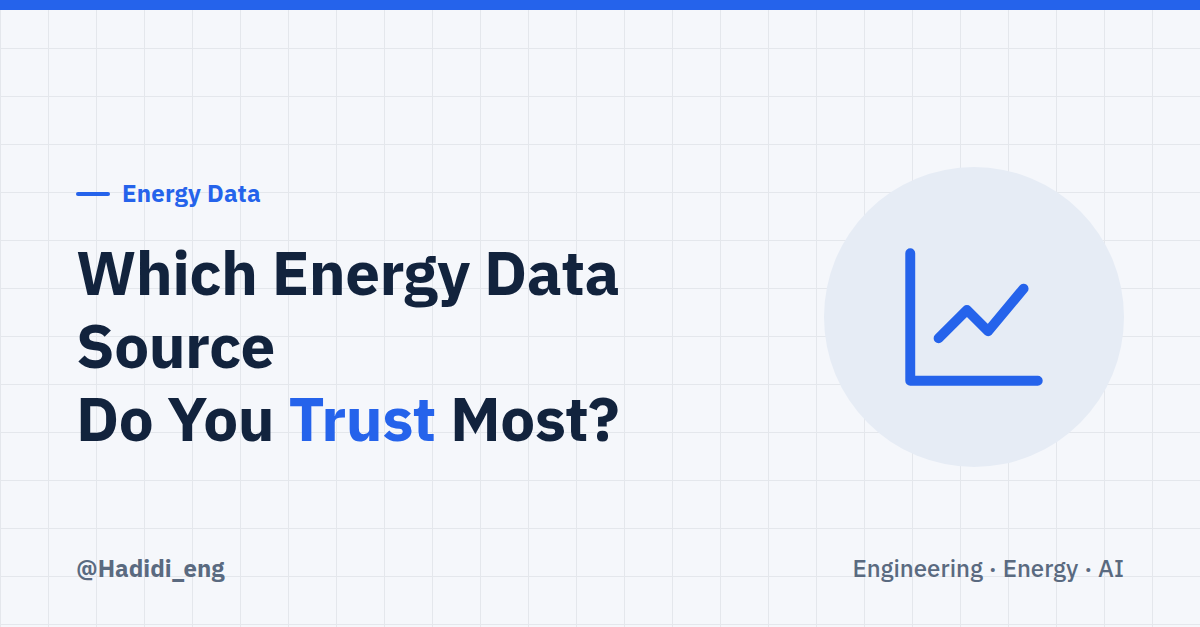 Energy Data
Which Energy Data
Source
Do You Trust Most?
@Hadidi_eng
Engineering · Energy · AI